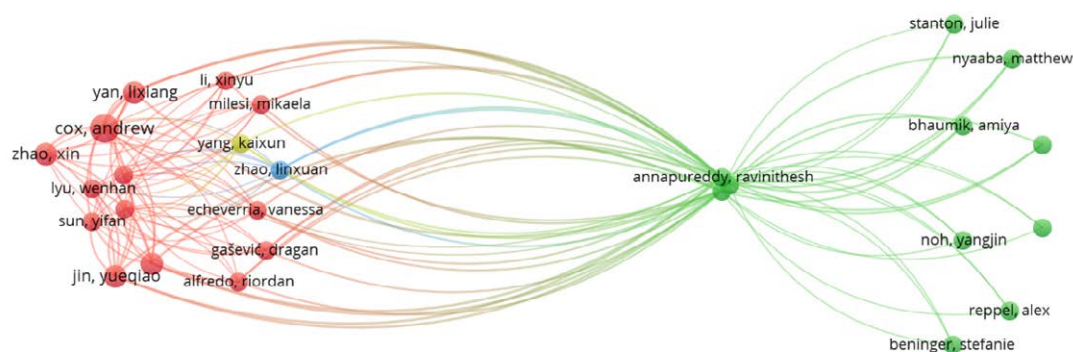 stanton, julie
nyaaba, matthew
li, xinyu
yan, lixiang
milesi, mikaela
cox, andrew
bhaumik, amiya
yang, kaixun
zhao, xin
zhao, linxuan
annapureddy, ravinithesh
lyu, wenhan
echeverria, vanessa
sun, yifan
noh, yangjin
gašević, dragan
jin, yueqiao
alfredo, riordan
reppel, alex
beninger, stefanie